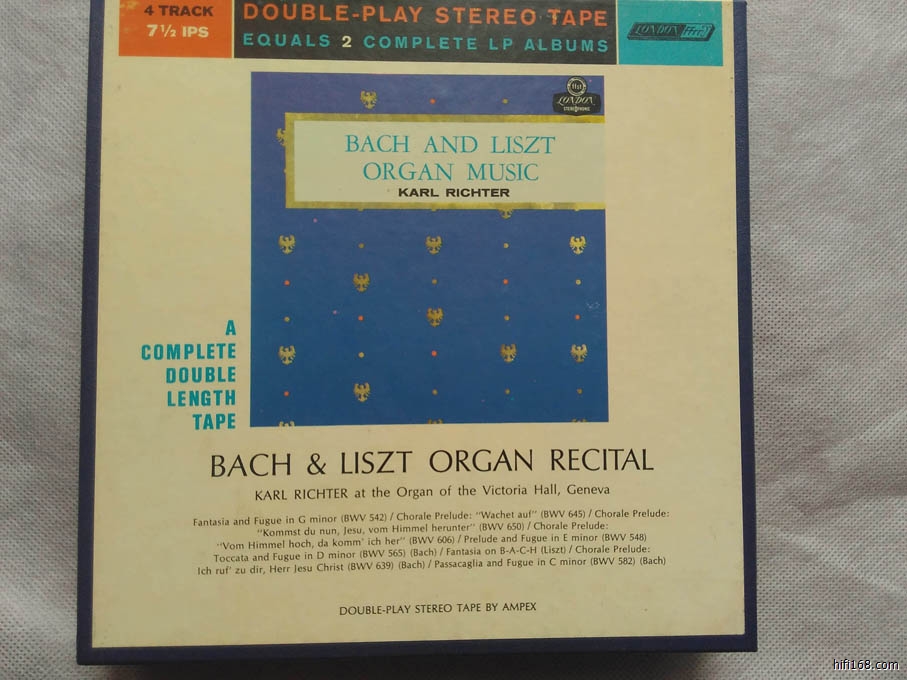 4 TRACK
7½ IPS
DOUBLE-PLAY STEREO TAPE
EQUALS 2 COMPLETE LP ALBUMS
LONDON ffrr
ffss
LONDON
STEREOPHONIC
BACH AND LISZT
ORGAN MUSIC
KARL RICHTER
A
COMPLETE
DOUBLE
LENGTH
TAPE
BACH & LISZT ORGAN RECITAL
KARL RICHTER at the Organ of the Victoria Hall, Geneva
Fantasia and Fugue in G minor (BWV 542) / Chorale Prelude: "Wachet auf" (BWV 645) / Chorale Prelude:
"Kommst du nun, Jesu, vom Himmel herunter" (BWV 650) / Chorale Prelude:
"Vom Himmel hoch, da komm' ich her" (BWV 606) / Prelude and Fugue in E minor (BWV 548)
Toccata and Fugue in D minor (BWV 565) (Bach) / Fantasia on B-A-C-H (Liszt) / Chorale Prelude:
Ich ruf' zu dir, Herr Jesu Christ (BWV 639) (Bach) / Passacaglia and Fugue in C minor (BWV 582) (Bach)
DOUBLE-PLAY STEREO TAPE BY AMPEX
hifi168.com